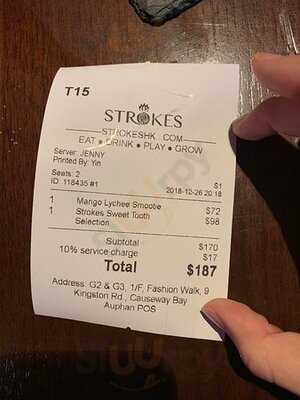 T15
STROKES
STROKESHK . COM
EAT • DRINK • PLAY • GROW
Server: JENNY
Printed By: Yin
Seats: 2 $1
ID: 118435 #1 2018-12-26 20:18
1 Mango Lychee Smootie $72
1 Strokes Sweet Tooth $98
Selection
Subtotal $170
10% service charge $17
Total $187
Address: G2 & G3, 1/F, Fashion Walk, 9
Kingston Rd., Causeway Bay
Auphan POS